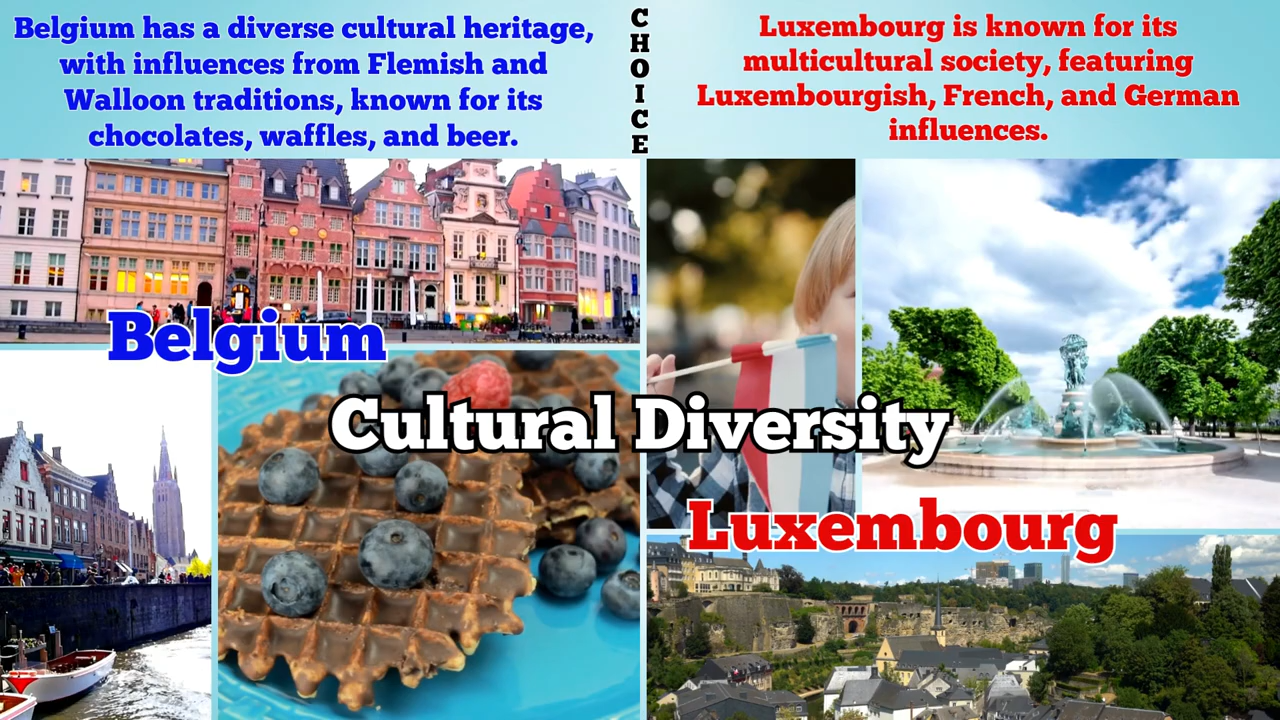 Belgium has a diverse cultural heritage,
with influences from Flemish and
Walloon traditions, known for its
chocolates, waffles, and beer.
CHOICE
Luxembourg is known for its
multicultural society, featuring
Luxembourgish, French, and German
influences.
Belgium
Cultural Diversity
Luxembourg